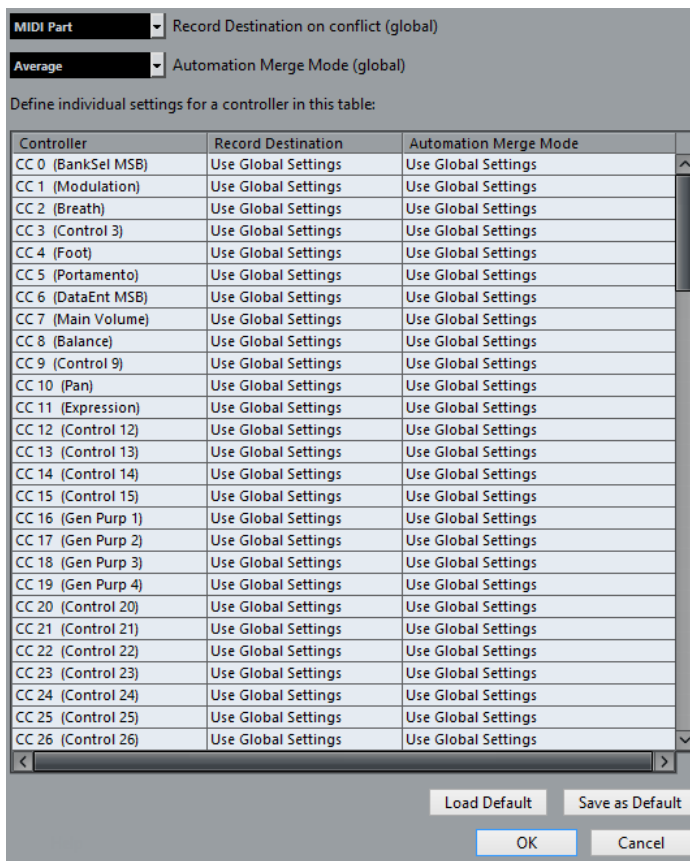 MIDI Part Record Destination on conflict (global)
Average Automation Merge Mode (global)
Define individual settings for a controller in this table:
Controller Record Destination Automation Merge Mode
CC 0 (BankSel MSB) Use Global Settings Use Global Settings
CC 1 (Modulation) Use Global Settings Use Global Settings
CC 2 (Breath) Use Global Settings Use Global Settings
CC 3 (Control 3) Use Global Settings Use Global Settings
CC 4 (Foot) Use Global Settings Use Global Settings
CC 5 (Portamento) Use Global Settings Use Global Settings
CC 6 (DataEnt MSB) Use Global Settings Use Global Settings
CC 7 (Main Volume) Use Global Settings Use Global Settings
CC 8 (Balance) Use Global Settings Use Global Settings
CC 9 (Control 9) Use Global Settings Use Global Settings
CC 10 (Pan) Use Global Settings Use Global Settings
CC 11 (Expression) Use Global Settings Use Global Settings
CC 12 (Control 12) Use Global Settings Use Global Settings
CC 13 (Control 13) Use Global Settings Use Global Settings
CC 14 (Control 14) Use Global Settings Use Global Settings
CC 15 (Control 15) Use Global Settings Use Global Settings
CC 16 (Gen Purp 1) Use Global Settings Use Global Settings
CC 17 (Gen Purp 2) Use Global Settings Use Global Settings
CC 18 (Gen Purp 3) Use Global Settings Use Global Settings
CC 19 (Gen Purp 4) Use Global Settings Use Global Settings
CC 20 (Control 20) Use Global Settings Use Global Settings
CC 21 (Control 21) Use Global Settings Use Global Settings
CC 22 (Control 22) Use Global Settings Use Global Settings
CC 23 (Control 23) Use Global Settings Use Global Settings
CC 24 (Control 24) Use Global Settings Use Global Settings
CC 25 (Control 25) Use Global Settings Use Global Settings
CC 26 (Control 26) Use Global Settings Use Global Settings
Load Default Save as Default
OK Cancel